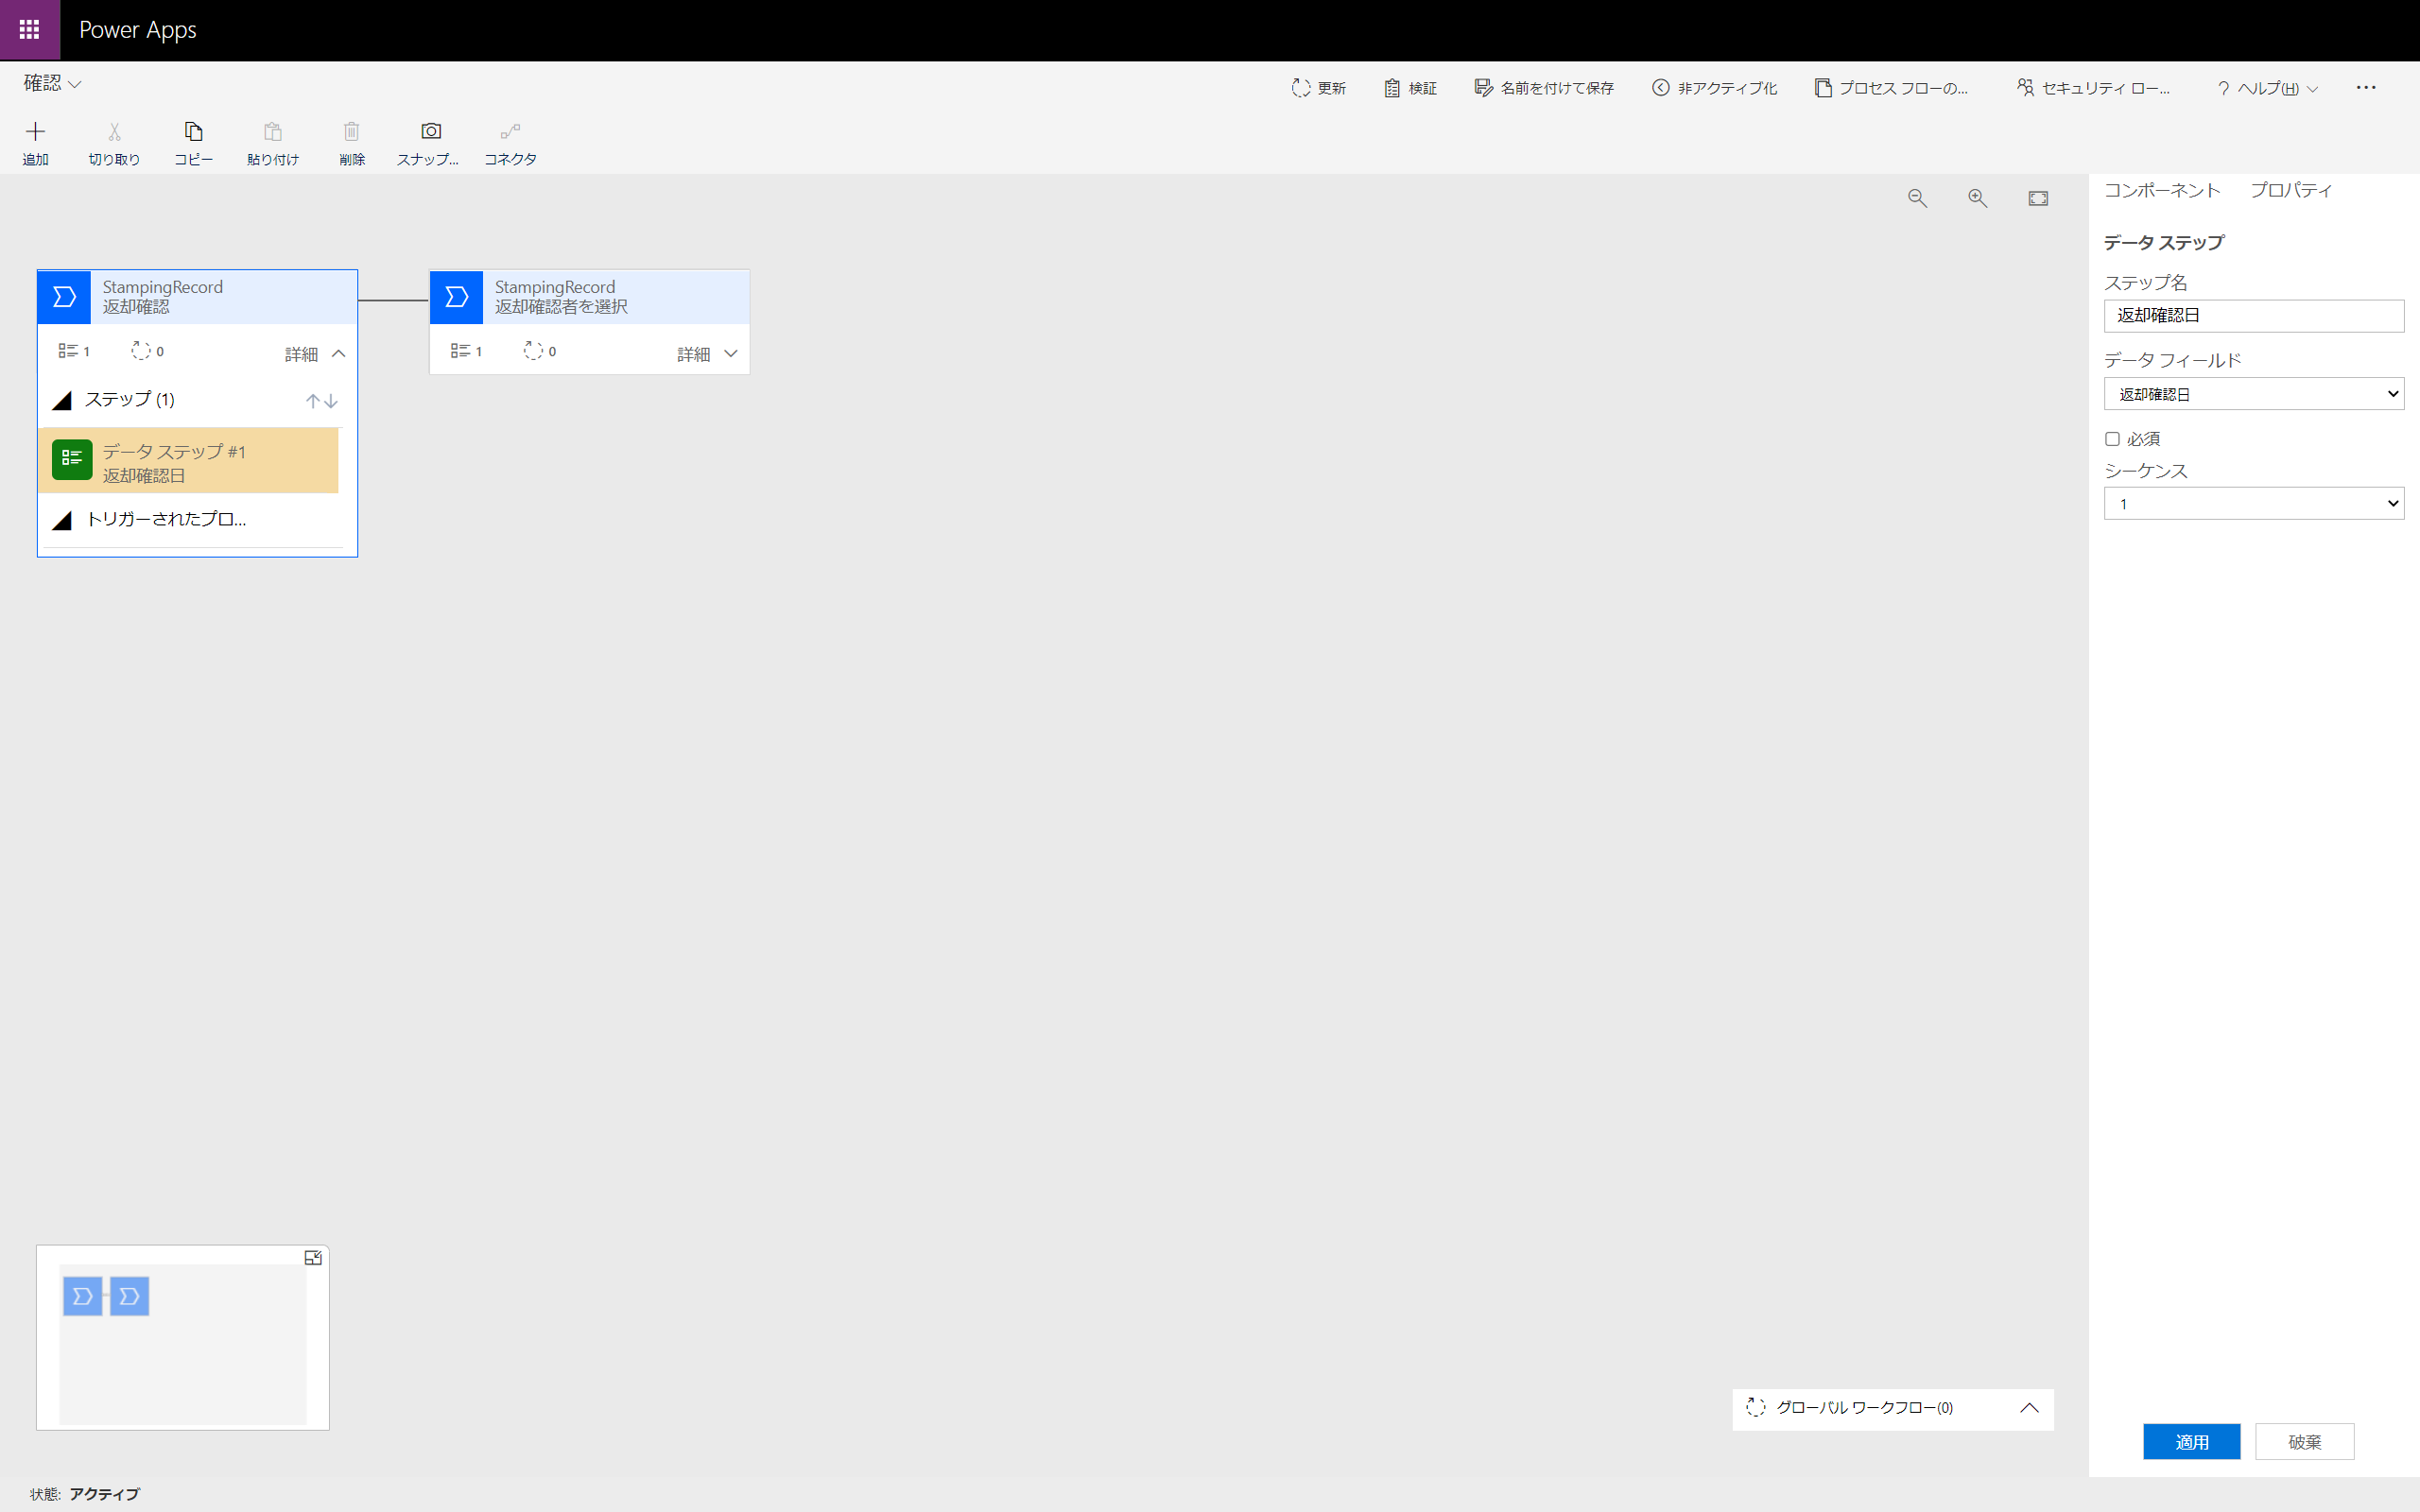 Power Apps
確認
更新
検証
名前を付けて保存
非アクティブ化
プロセス フローの...
セキュリティ ロー...
? ヘルプ(H)
追加
切り取り
コピー
貼り付け
削除
スナップ...
コネクタ
コンポーネント
プロパティ
StampingRecord
返却確認
1
0
詳細
ステップ (1)
データ ステップ #1
返却確認日
トリガーされたプロ...
StampingRecord
返却確認者を選択
1
0
詳細
データ ステップ
ステップ名
返却確認日
データ フィールド
返却確認日
必須
シーケンス
1
グローバル ワークフロー(0)
適用
破棄
状態: アクティブ